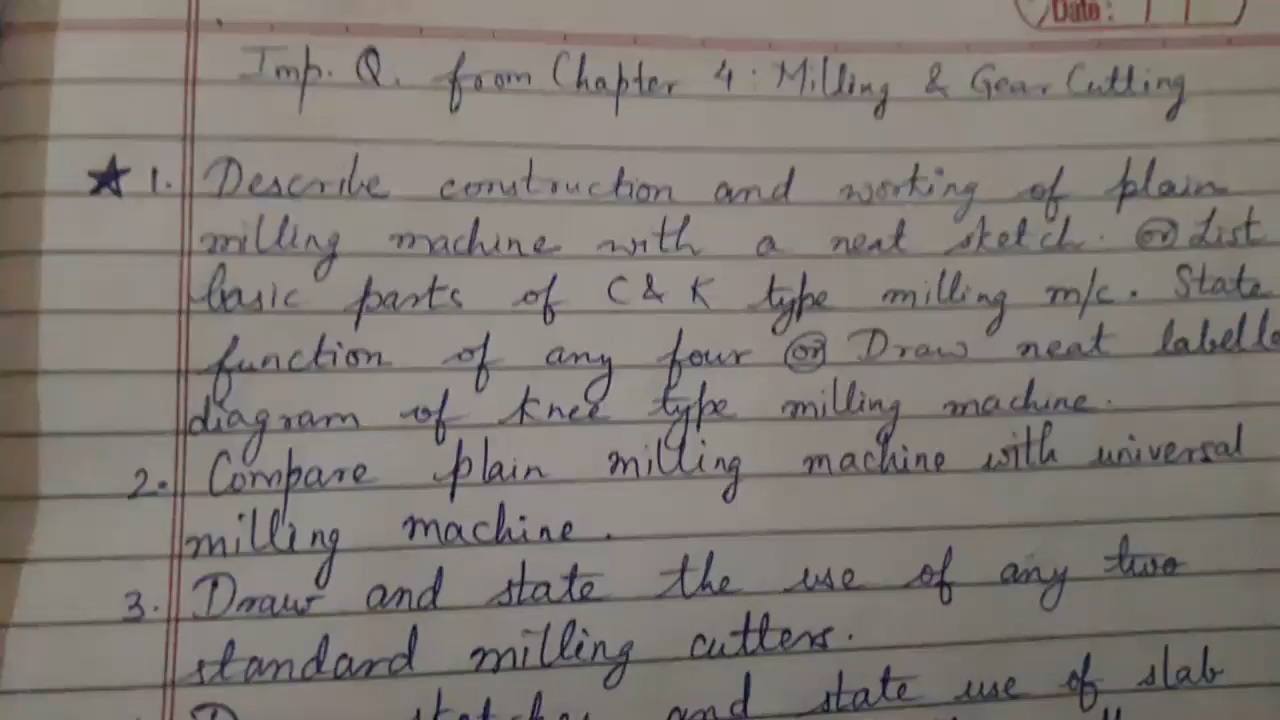 Date:
Imp. Q. from Chapter 4: Milling & Gear Cutting
★ 1. Describe construction and working of plain
milling machine with a neat sketch. (or) List
basic parts of C & K type milling m/c. State
function of any four (or) Draw neat labelle
diagram of knee type milling machine.
2. Compare plain milling machine with universal
milling machine.
3. Draw and state the use of any two
standard milling cutters.
and state use of slab